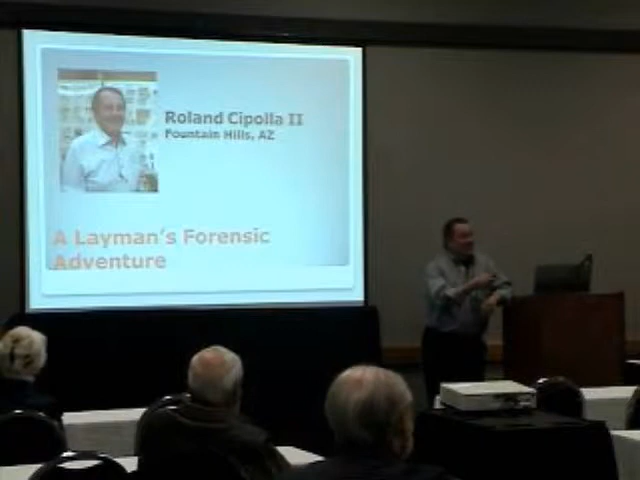 Roland Cipolla II
Fountain Hills, AZ
A Layman's Forensic
Adventure